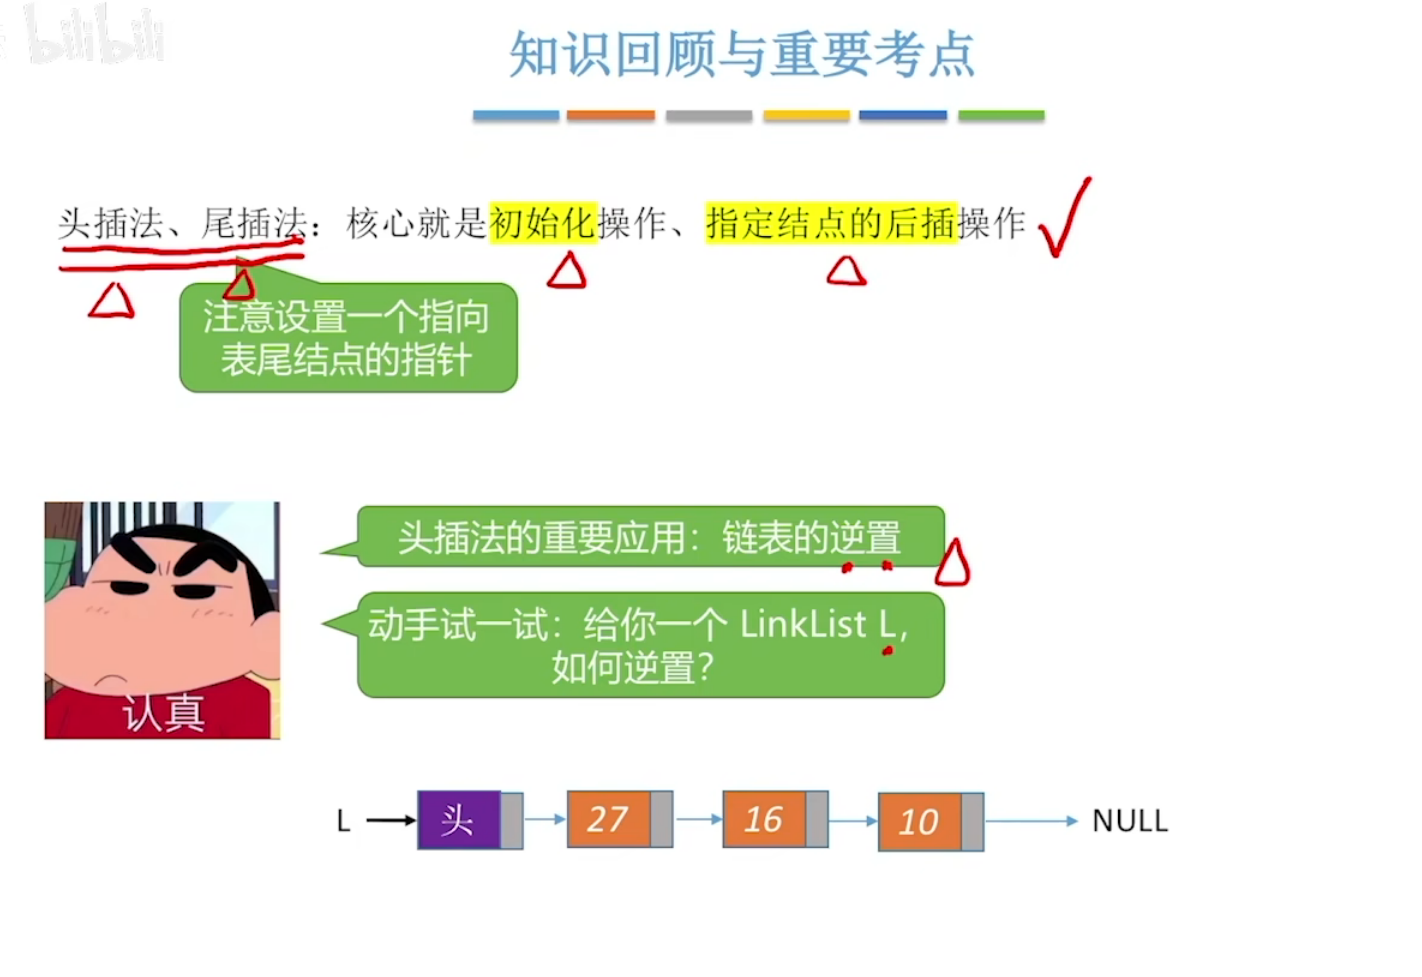 bilibili
知识回顾与重要考点
头插法、尾插法：核心就是初始化操作、指定结点的后插操作
注意设置一个指向
表尾结点的指针
头插法的重要应用：链表的逆置
动手试一试：给你一个 LinkList L，
如何逆置？
认真
L 头 27 16 10 NULL